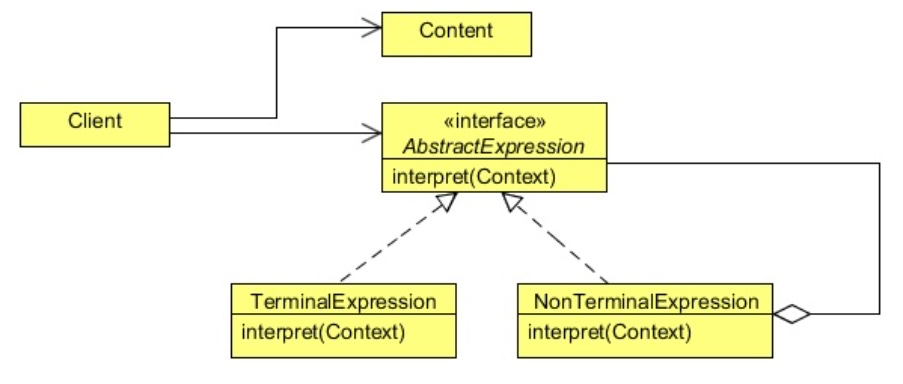 Content
Client
«interface»
AbstractExpression
interpret(Context)
TerminalExpression
interpret(Context)
NonTerminalExpression
interpret(Context)